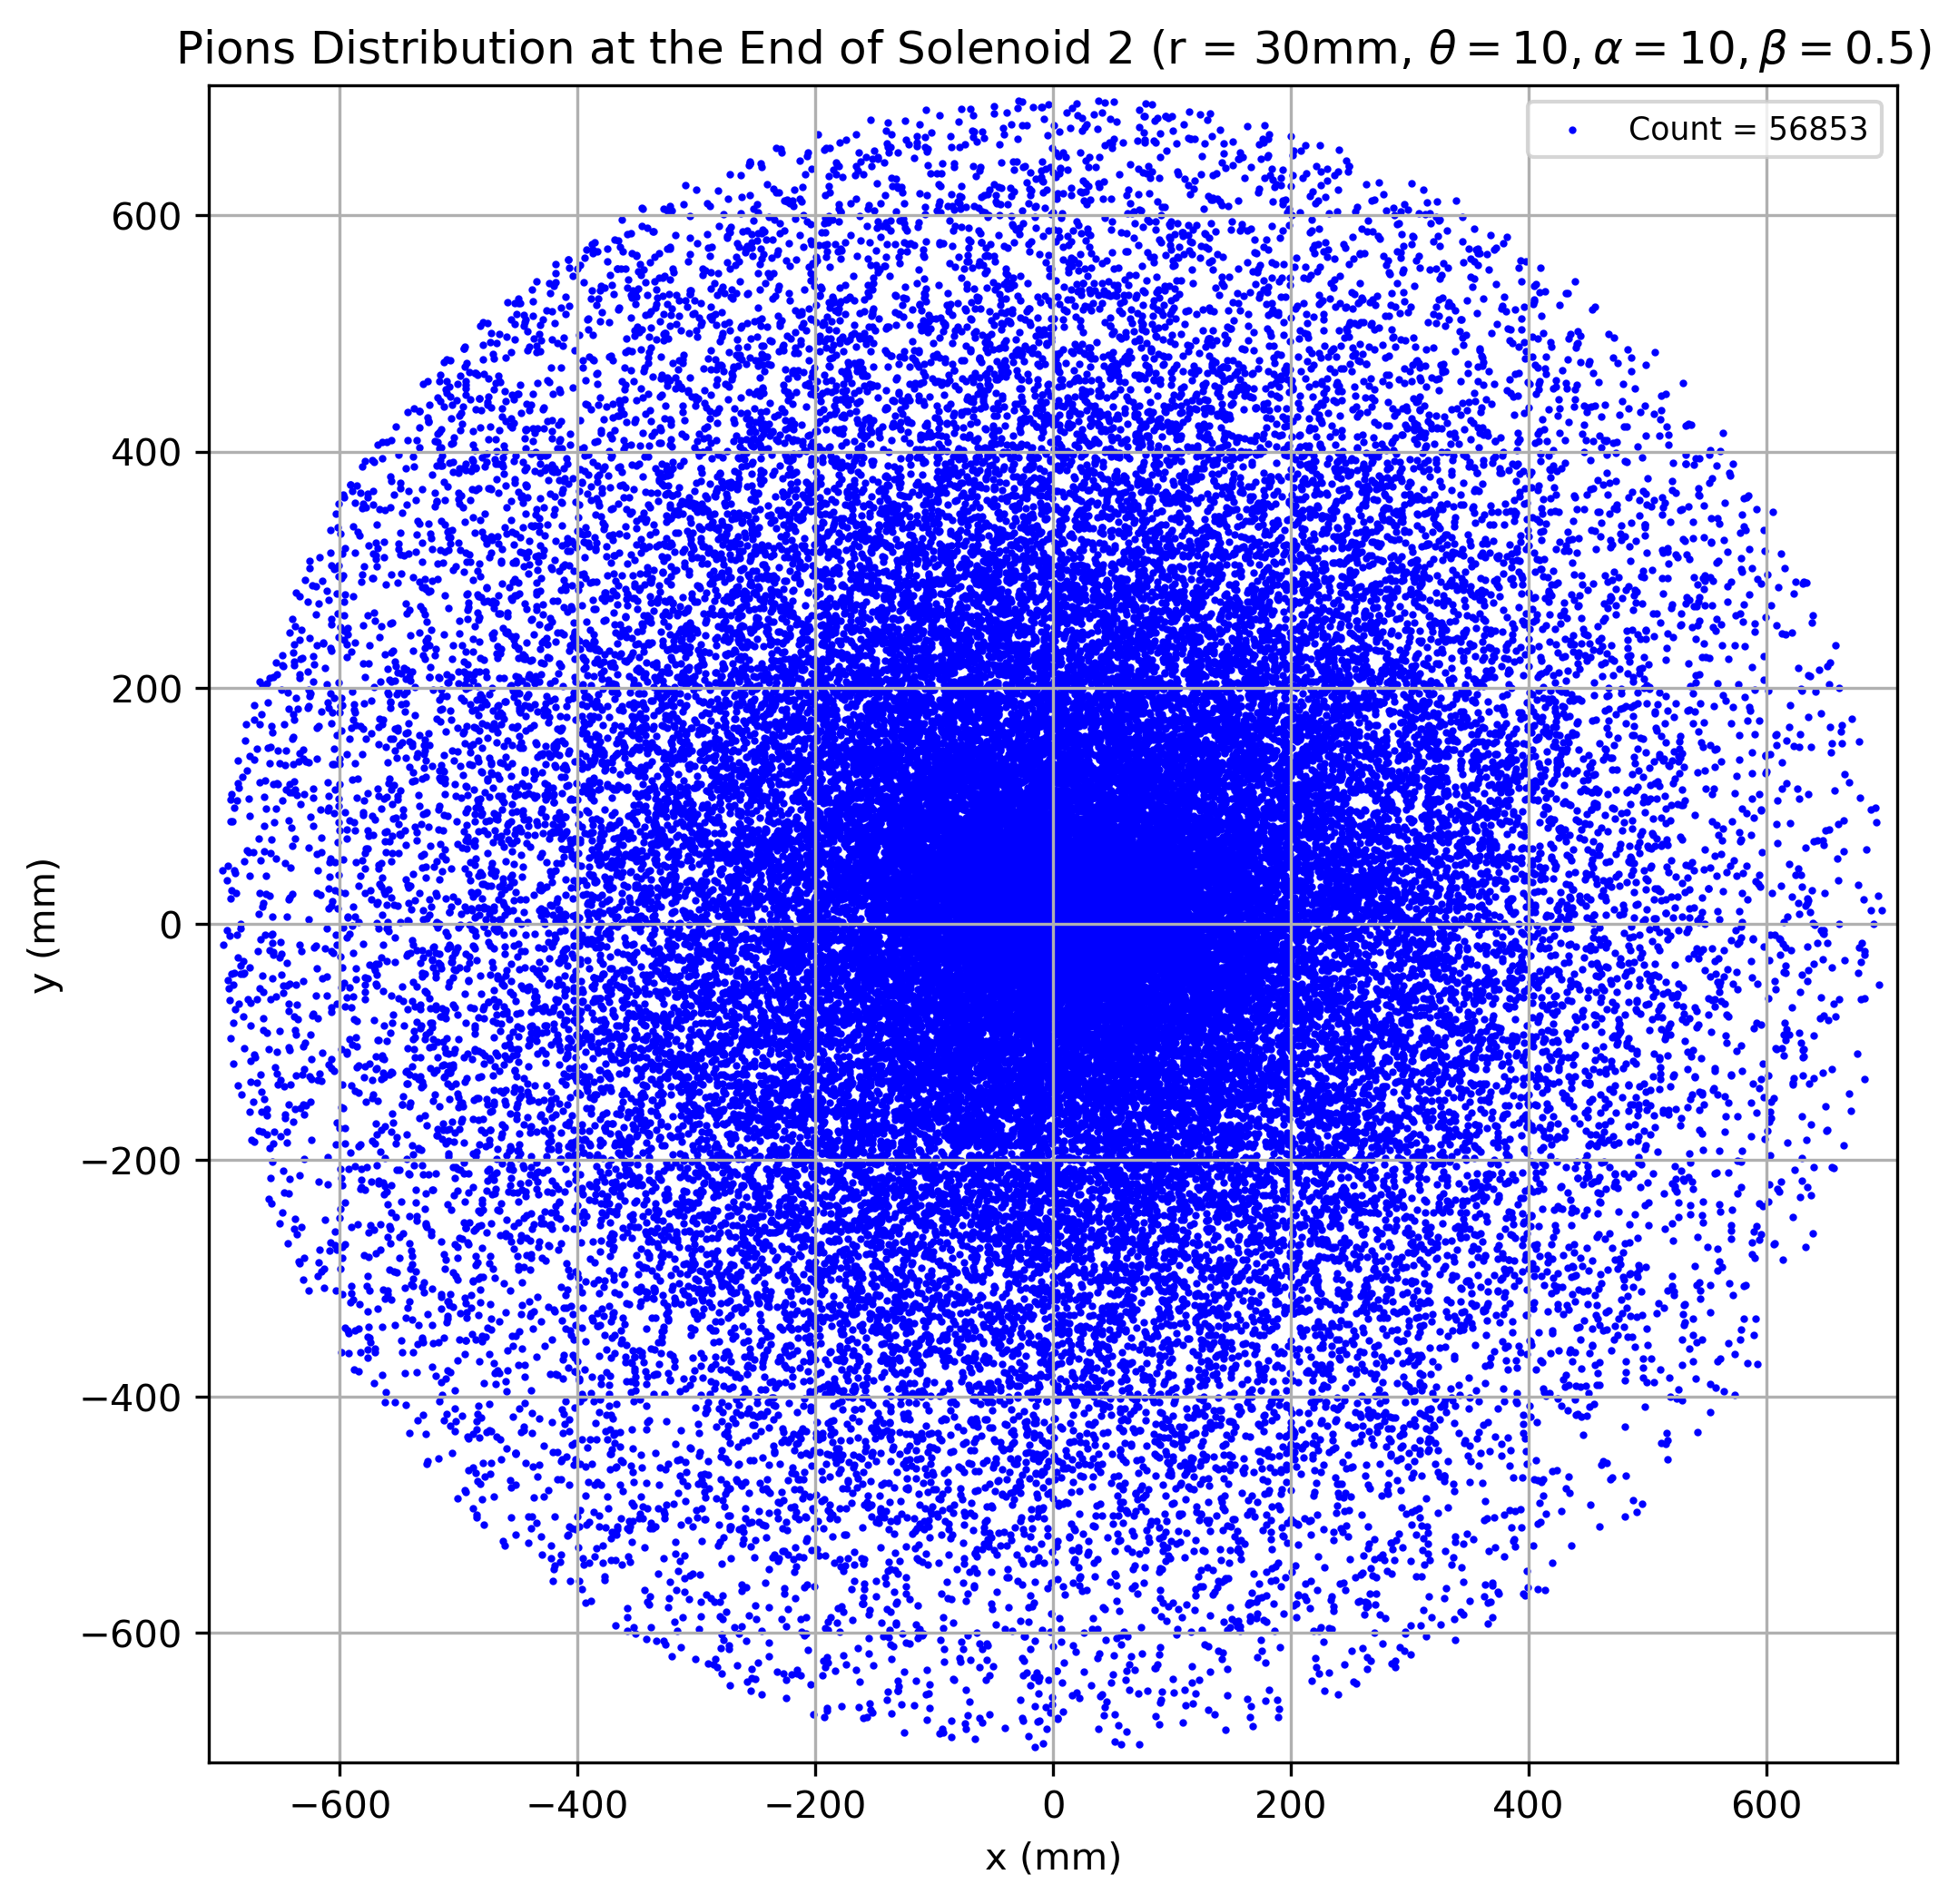 Pions Distribution at the End of Solenoid 2 (r = 30mm, θ = 10, α = 10, β = 0.5)
Count = 56853
600
400
200
0
−200
−400
−600
y (mm)
−600 −400 −200 0 200 400 600
x (mm)